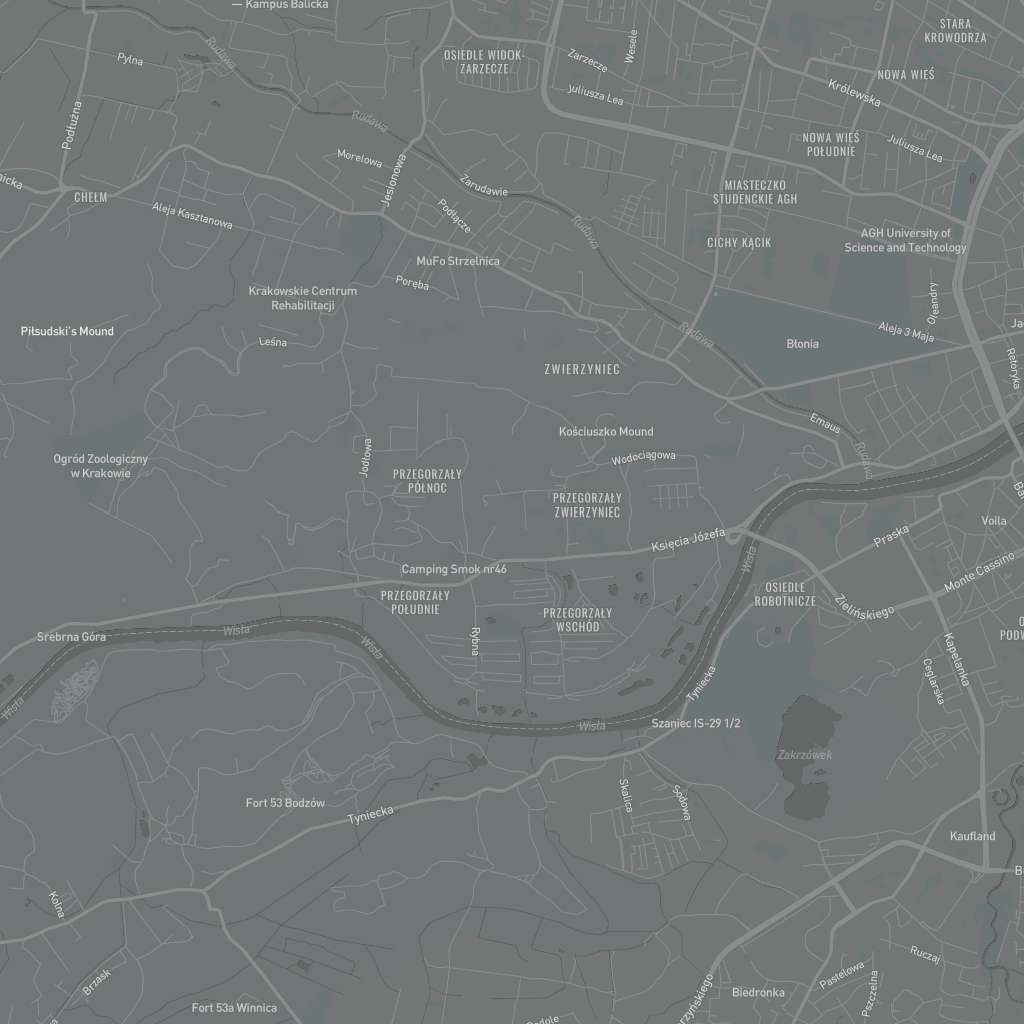 — Kampus Balicka
STARA
KROWODRZA
Wesele
Rudawa
OSIEDLE WIDOK-
ZARZECZE
Pylna
Zarzecze
NOWA WIEŚ
Juliusza Lea
Królewska
Podłużna
Rudawa
NOWA WIEŚ
POŁUDNIE
Juliusza Lea
Morelowa
Jesionowa
Zarudawie
MIASTECZKO
STUDENCKIE AGH
CHEŁM
Aleja Kasztanowa
Podłącze
Rudawa
CICHY KĄCIK
AGH University of
Science and Technology
MuFo Strzelnica
Poręba
Krakowskie Centrum
Rehabilitacji
Oleandry
Piłsudski's Mound
Leśna
Rudawa
Aleja 3 Maja
Błonia
Retoryka
ZWIERZYNIEC
Emaus
Kościuszko Mound
Rudawa
Ogród Zoologiczny
w Krakowie
Jodłowa
Wodociągowa
PRZEGORZAŁY
PÓŁNOC
PRZEGORZAŁY
ZWIERZYNIEC
Voila
Księcia Józefa
Praska
Wisła
Camping Smok nr46
Monte Cassino
OSIEDLE
ROBOTNICZE
PRZEGORZAŁY
POŁUDNIE
Zielińskiego
PRZEGORZAŁY
WSCHÓD
Srebrna Góra
Wisła
Wisła
Rybna
Kapelanka
Ceglarska
Tyniecka
Wisła
Wisła
Szaniec IS-29 1/2
Zakrzówek
Fort 53 Bodzów
Skalica
Sodowa
Tyniecka
Kaufland
Kolna
Ruczaj
Brzask
Pastelowa
Pszczelna
Biedronka
Fort 53a Winnica